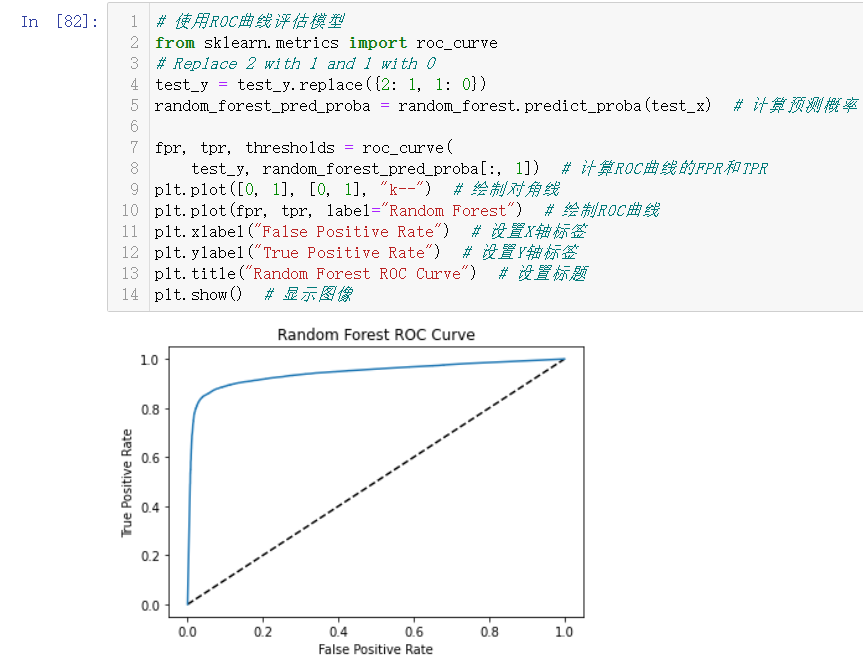 In [82]:
1 # 使用ROC曲线评估模型
2 from sklearn.metrics import roc_curve
3 # Replace 2 with 1 and 1 with 0
4 test_y = test_y.replace({2: 1, 1: 0})
5 random_forest_pred_proba = random_forest.predict_proba(test_x)  # 计算预测概率
6
7 fpr, tpr, thresholds = roc_curve(
8     test_y, random_forest_pred_proba[:, 1])  # 计算ROC曲线的FPR和TPR
9 plt.plot([0, 1], [0, 1], "k--")  # 绘制对角线
10 plt.plot(fpr, tpr, label="Random Forest")  # 绘制ROC曲线
11 plt.xlabel("False Positive Rate")  # 设置X轴标签
12 plt.ylabel("True Positive Rate")  # 设置Y轴标签
13 plt.title("Random Forest ROC Curve")  # 设置标题
14 plt.show()  # 显示图像
Random Forest ROC Curve
True Positive Rate
1.0
0.8
0.6
0.4
0.2
0.0
0.0 0.2 0.4 0.6 0.8 1.0
False Positive Rate